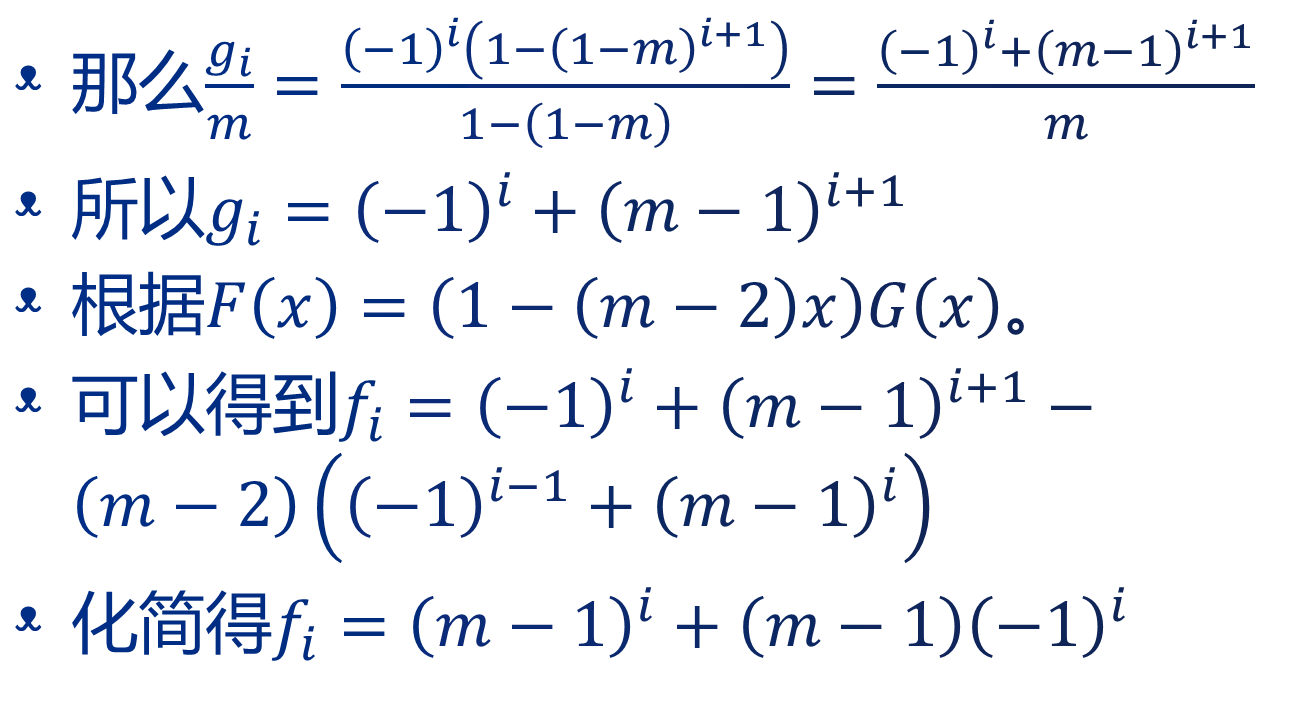 那么$\frac{g_i}{m} = \frac{(-1)^i(1-(1-m)^{i+1})}{1-(1-m)} = \frac{(-1)^i+(m-1)^{i+1}}{m}$
所以$g_i = (-1)^i + (m-1)^{i+1}$
根据$F(x) = (1-(m-2)x)G(x)$。
可以得到$f_i = (-1)^i + (m-1)^{i+1} -$
$(m-2)\left((-1)^{i-1} + (m-1)^i\right)$
化简得$f_i = (m-1)^i + (m-1)(-1)^i$